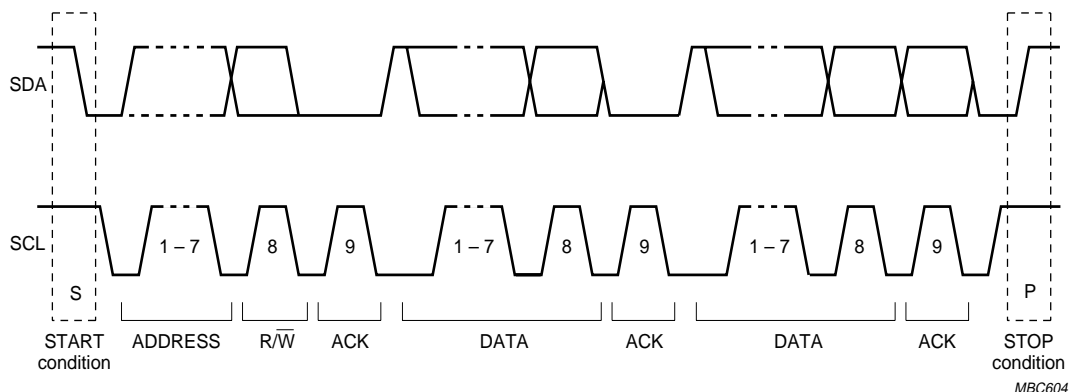 SDA
SCL
1 – 7
8
9
1 – 7
8
9
1 – 7
8
9
S
P
START
condition
ADDRESS
R/W̅
ACK
DATA
ACK
DATA
ACK
STOP
condition
MBC604